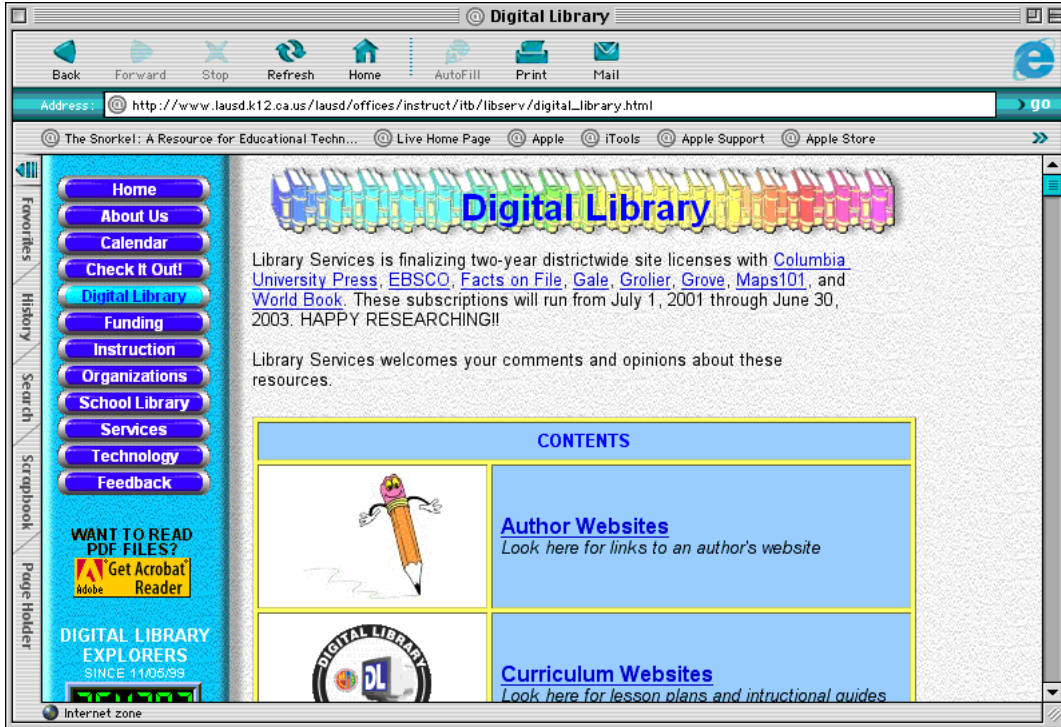 Digital Library
Back Forward Stop Refresh Home AutoFill Print Mail
Address: http://www.lausd.k12.ca.us/lausd/offices/instruct/itb/libserv/digital_library.html go
The Snorkel: A Resource for Educational Techn... Live Home Page Apple iTools Apple Support Apple Store
Favorites
History
Search
Scrapbook
Page Holder
Home
About Us
Calendar
Check It Out!
Digital Library
Funding
Instruction
Organizations
School Library
Services
Technology
Feedback
WANT TO READ
PDF FILES?
Get Acrobat
Adobe Reader
DIGITAL LIBRARY
EXPLORERS
SINCE 11/05/99
Digital Library
Library Services is finalizing two-year districtwide site licenses with Columbia
University Press, EBSCO, Facts on File, Gale, Grolier, Grove, Maps101, and
World Book. These subscriptions will run from July 1, 2001 through June 30,
2003. HAPPY RESEARCHING!!
Library Services welcomes your comments and opinions about these
resources.
CONTENTS
Author Websites
Look here for links to an author's website
DIGITAL LIBRARY
DL
Curriculum Websites
Look here for lesson plans and intructional guides
Internet zone